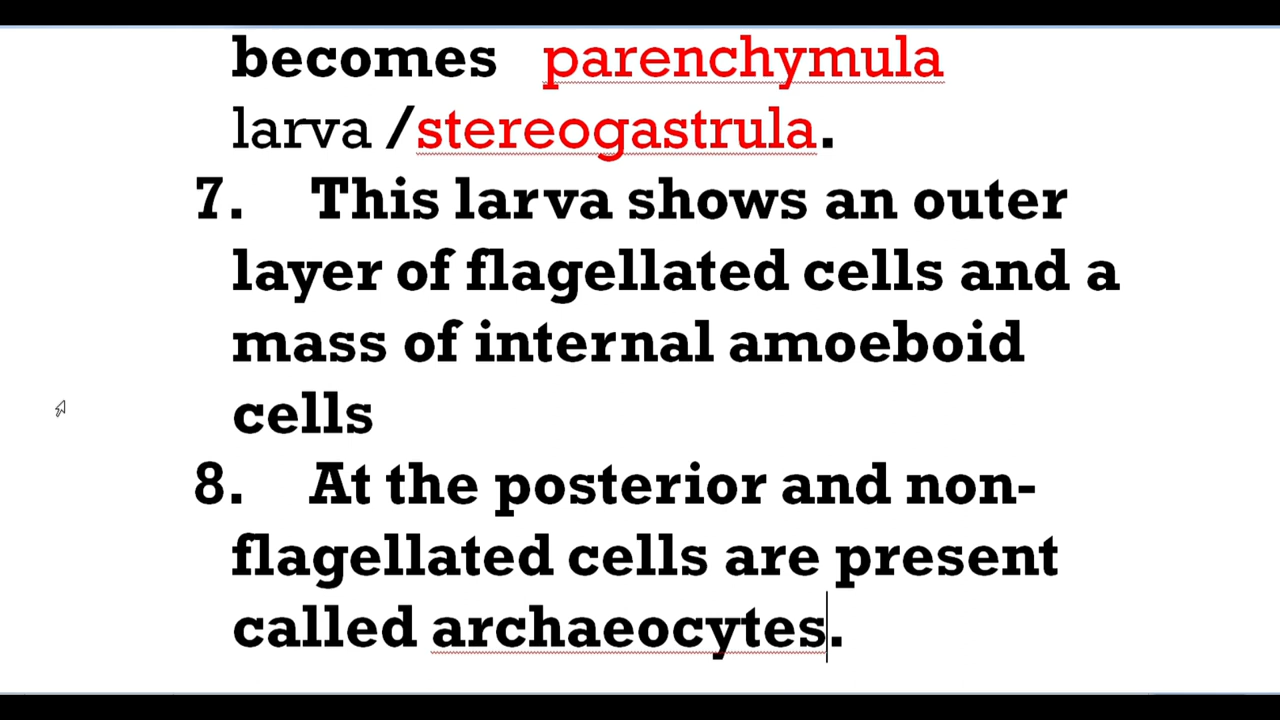 becomes parenchymula
larva /stereogastrula.
7. This larva shows an outer
layer of flagellated cells and a
mass of internal amoeboid
cells
8. At the posterior and non-
flagellated cells are present
called archaeocytes.